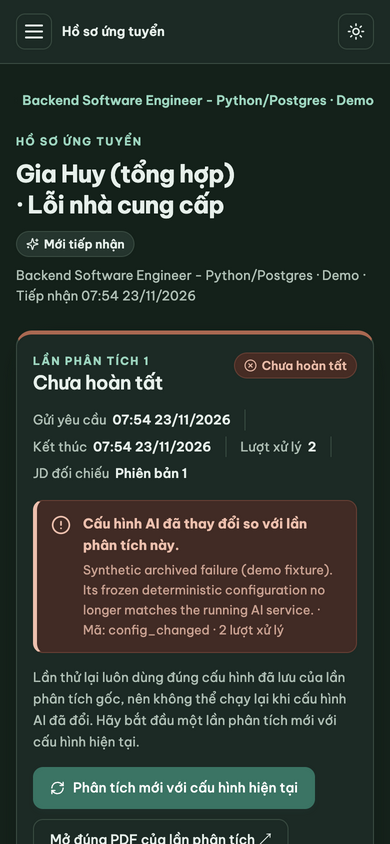 Hồ sơ ứng tuyển
Backend Software Engineer - Python/Postgres · Demo
HỒ SƠ ỨNG TUYỂN
Gia Huy (tổng hợp)
· Lỗi nhà cung cấp
Mới tiếp nhận
Backend Software Engineer - Python/Postgres · Demo ·
Tiếp nhận 07:54 23/11/2026
LẦN PHÂN TÍCH 1
Chưa hoàn tất
Chưa hoàn tất
Gửi yêu cầu 07:54 23/11/2026
Kết thúc 07:54 23/11/2026 Lượt xử lý 2
JD đối chiếu Phiên bản 1
Cấu hình AI đã thay đổi so với lần
phân tích này.
Synthetic archived failure (demo fixture).
Its frozen deterministic configuration no
longer matches the running AI service. ·
Mã: config_changed · 2 lượt xử lý
Lần thử lại luôn dùng đúng cấu hình đã lưu của lần
phân tích gốc, nên không thể chạy lại khi cấu hình
AI đã đổi. Hãy bắt đầu một lần phân tích mới với
cấu hình hiện tại.
Phân tích mới với cấu hình hiện tại
Mở đúng PDF của lần phân tích ↗